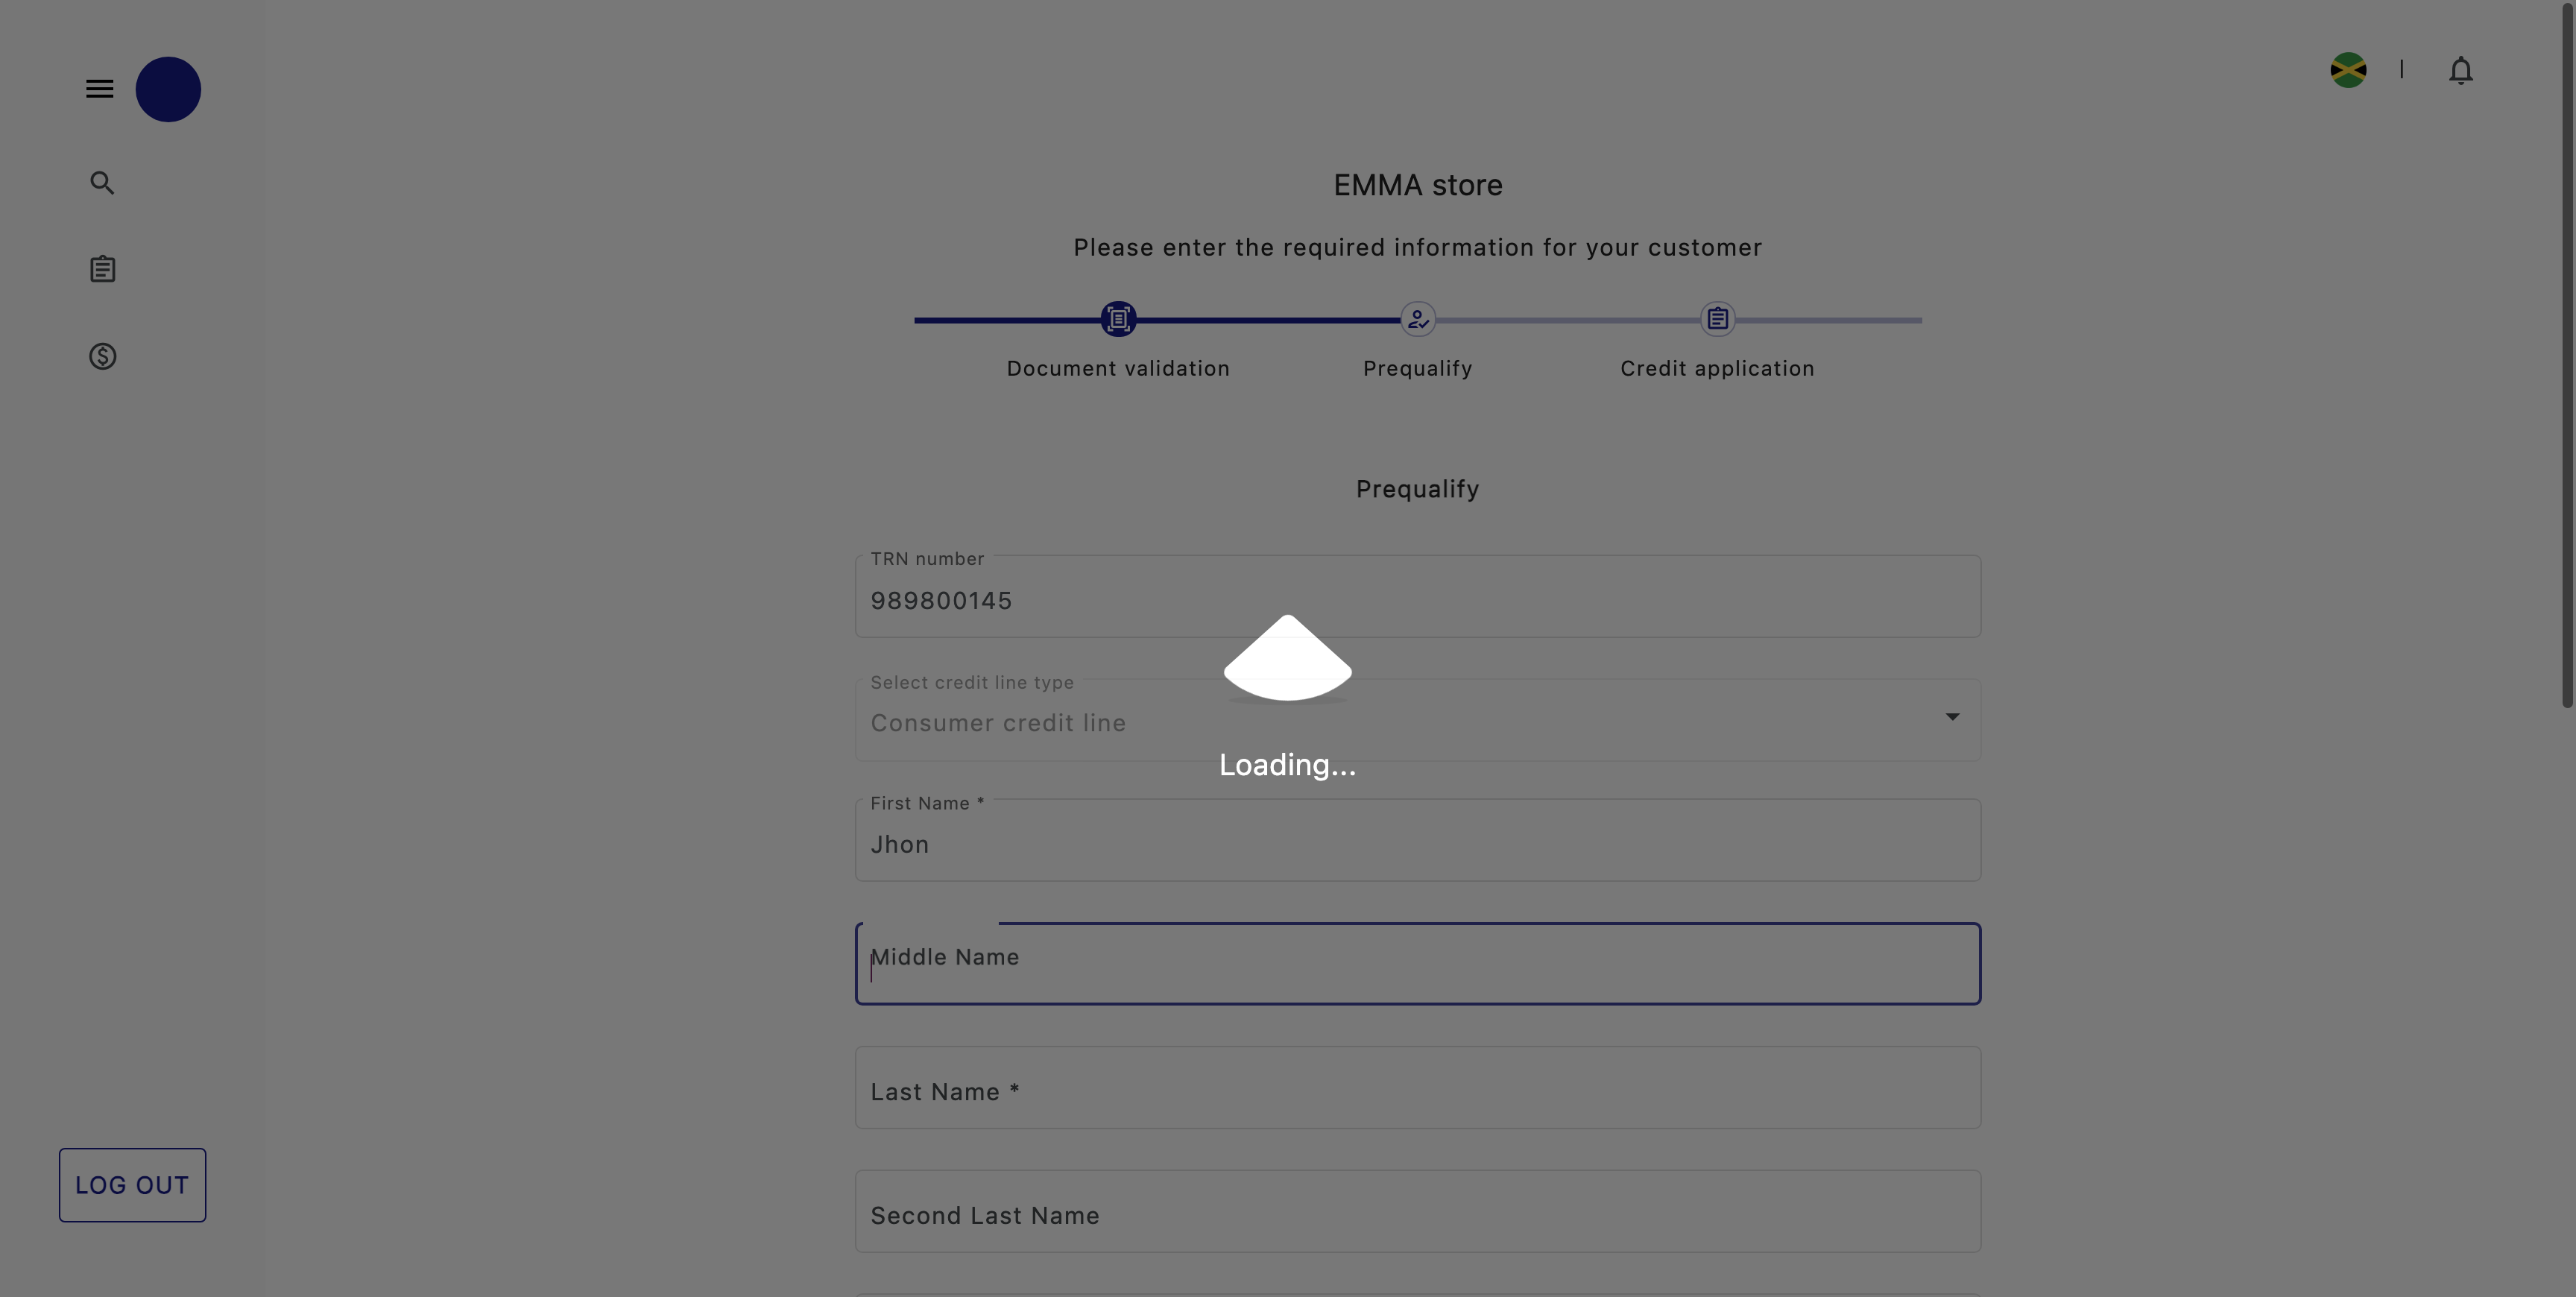 EMMA store
Please enter the required information for your customer
Document validation
Prequalify
Credit application
Prequalify
TRN number
989800145
Select credit line type
Consumer credit line
Loading...
First Name *
Jhon
Middle Name
Last Name *
Second Last Name
LOG OUT